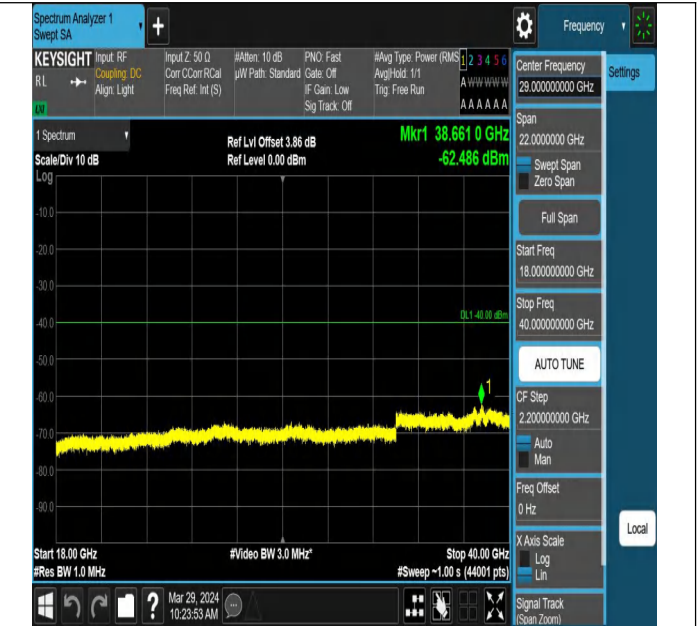 Spectrum Analyzer 1
Swept SA
+
Frequency
KEYSIGHT
RL
LXI
Input: RF
Coupling: DC
Align: Light
Input Z: 50 Ω
Corr CCorr RCal
Freq Ref: Int (S)
#Atten: 10 dB
µW Path: Standard
PNO: Fast
Gate: Off
IF Gain: Low
Sig Track: Off
#Avg Type: Power (RMS
Avg|Hold: 1/1
Trig: Free Run
1 2 3 4 5 6
A W W W W W
A A A A A A
1 Spectrum
Scale/Div 10 dB
Log
Ref Lvl Offset 3.86 dB
Ref Level 0.00 dBm
Mkr1 38.661 0 GHz
-62.486 dBm
-10.0
-20.0
-30.0
-40.0
-50.0
-60.0
-70.0
-80.0
-90.0
DL1 -40.00 dBm
1
Start 18.00 GHz
#Res BW 1.0 MHz
#Video BW 3.0 MHz*
Stop 40.00 GHz
#Sweep ~1.00 s (44001 pts)
?
Mar 29, 2024
10:23:53 AM
Center Frequency
29.000000000 GHz
Settings
Span
22.0000000 GHz
Swept Span
Zero Span
Full Span
Start Freq
18.000000000 GHz
Stop Freq
40.000000000 GHz
AUTO TUNE
CF Step
2.200000000 GHz
Auto
Man
Freq Offset
0 Hz
X Axis Scale
Log
Lin
Local
Signal Track
(Span Zoom)